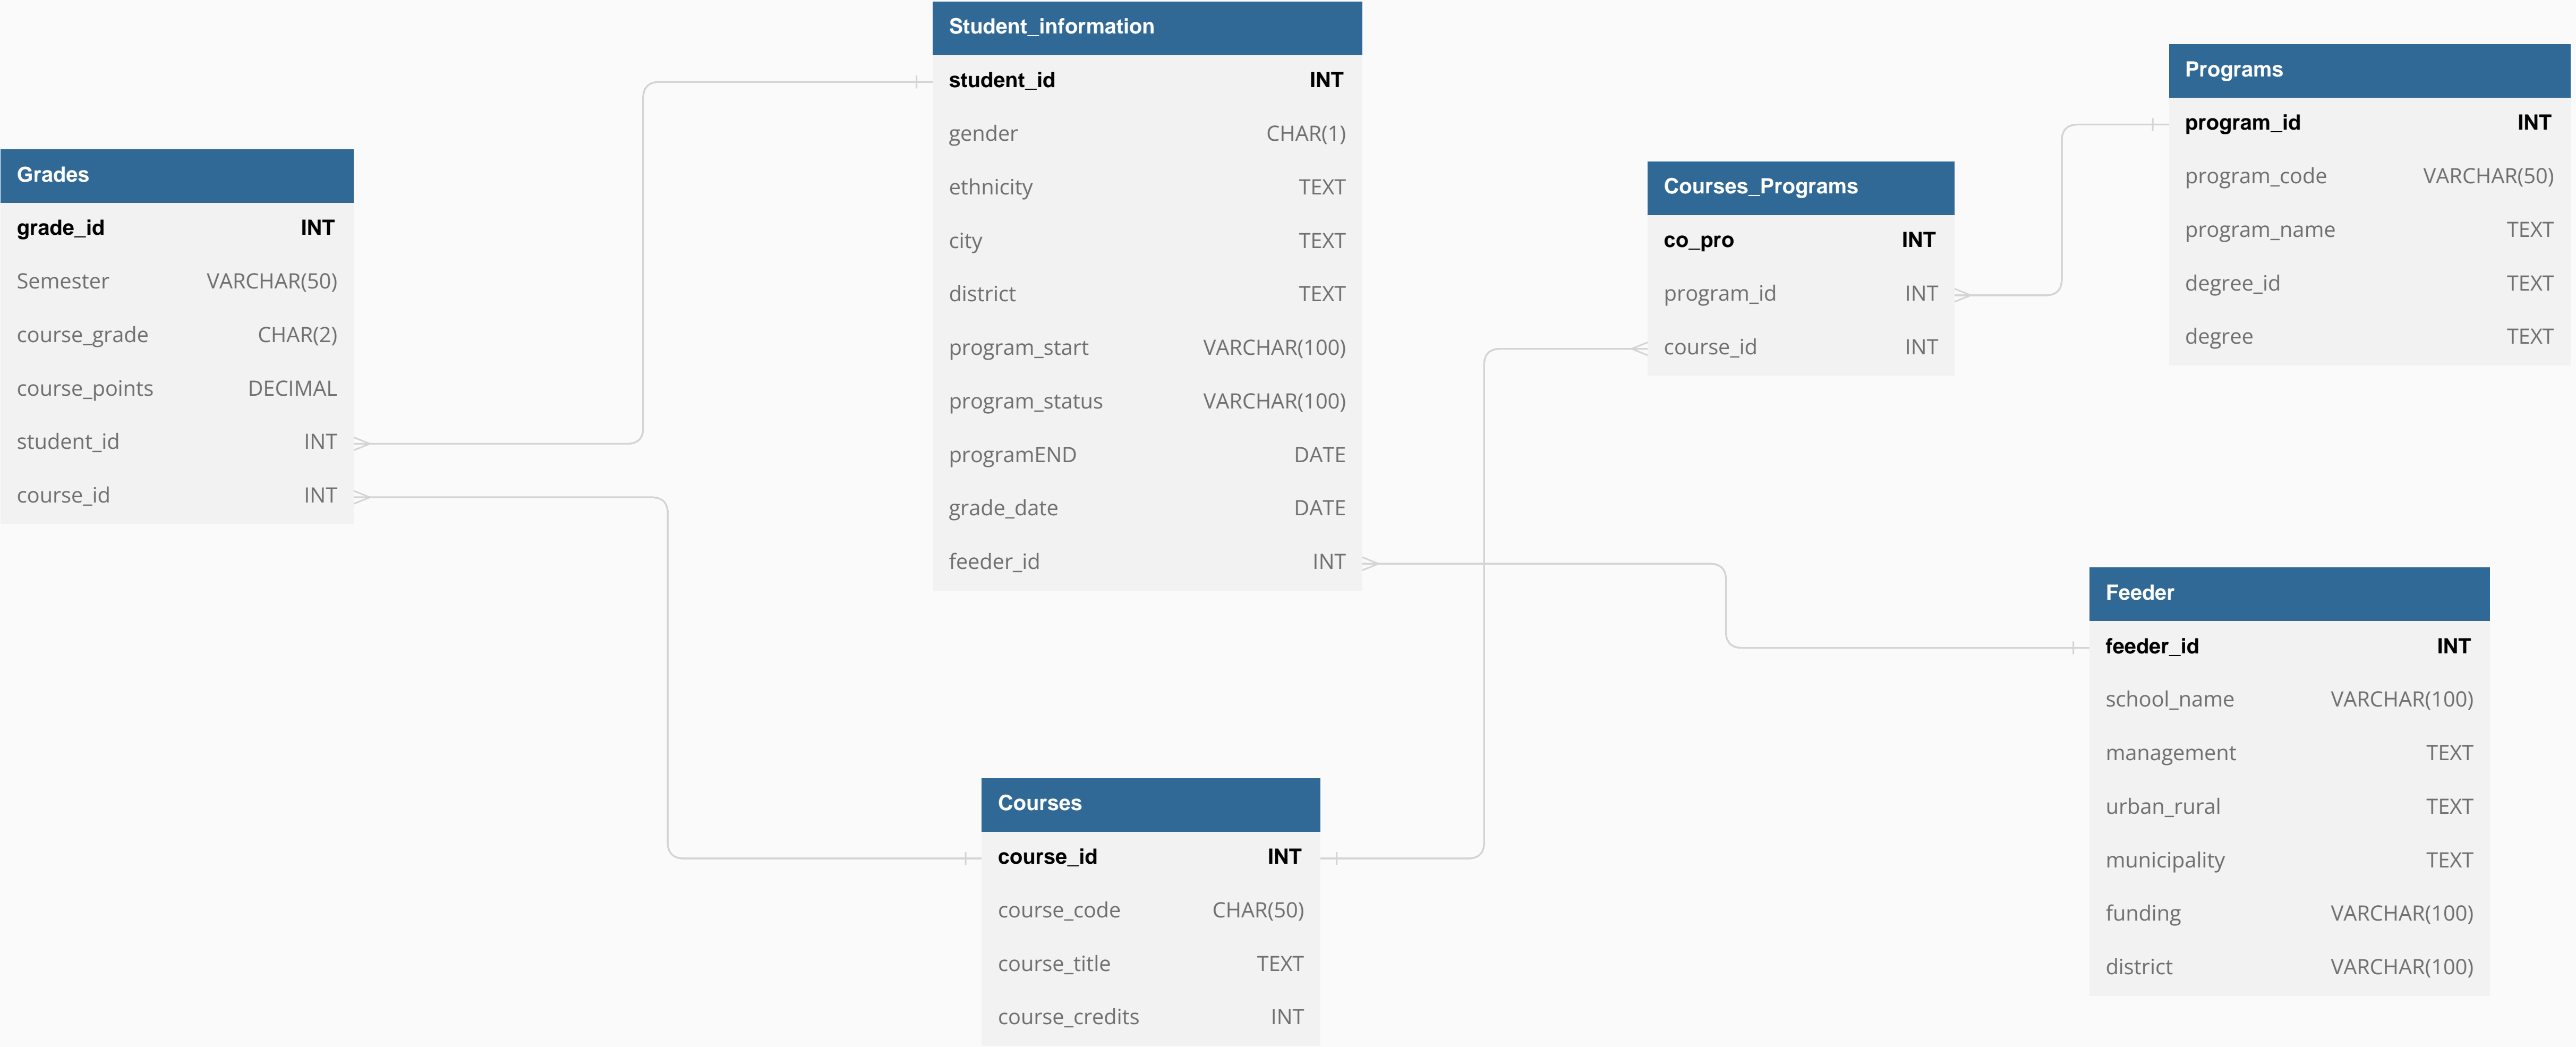 Student_information
student_id INT
gender CHAR(1)
ethnicity TEXT
city TEXT
district TEXT
program_start VARCHAR(100)
program_status VARCHAR(100)
programEND DATE
grade_date DATE
feeder_id INT
Programs
program_id INT
program_code VARCHAR(50)
program_name TEXT
degree_id TEXT
degree TEXT
Grades
grade_id INT
Semester VARCHAR(50)
course_grade CHAR(2)
course_points DECIMAL
student_id INT
course_id INT
Courses_Programs
co_pro INT
program_id INT
course_id INT
Feeder
feeder_id INT
school_name VARCHAR(100)
management TEXT
urban_rural TEXT
municipality TEXT
funding VARCHAR(100)
district VARCHAR(100)
Courses
course_id INT
course_code CHAR(50)
course_title TEXT
course_credits INT